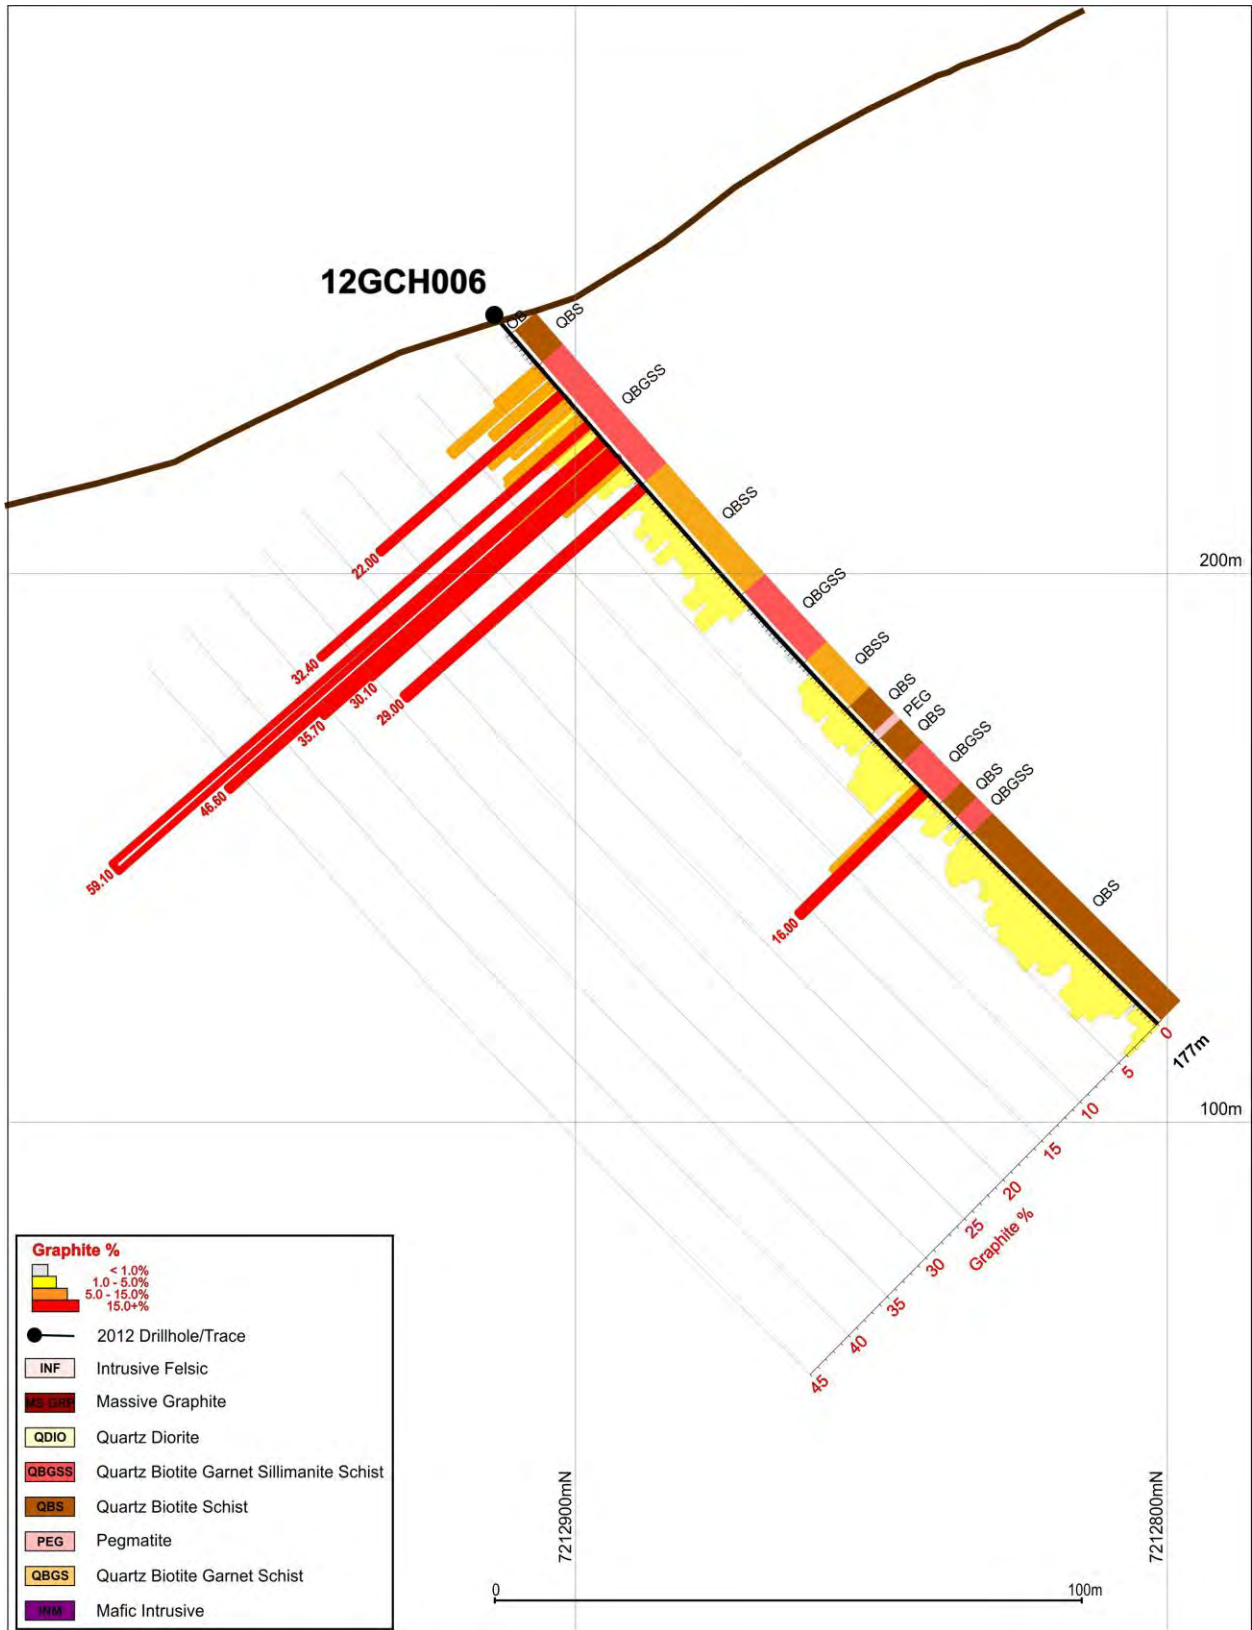 12GCH006
OB
QBS
QBGSS
QBSS
200m
QBGSS
QBSS
QBS
PEG
QBS
QBGSS
QBS
QBGSS
QBS
22.00
32.40
30.10
29.00
35.70
46.60
59.10
16.00
0
177m
5
10
100m
15
20
25
Graphite %
30
35
40
45
Graphite %
< 1.0%
1.0 - 5.0%
5.0 - 15.0%
15.0+%
2012 Drillhole/Trace
INF Intrusive Felsic
MS GRP Massive Graphite
QDIO Quartz Diorite
QBGSS Quartz Biotite Garnet Sillimanite Schist
QBS Quartz Biotite Schist
PEG Pegmatite
QBGS Quartz Biotite Garnet Schist
INM Mafic Intrusive
7212900mN
7212800mN
0
100m